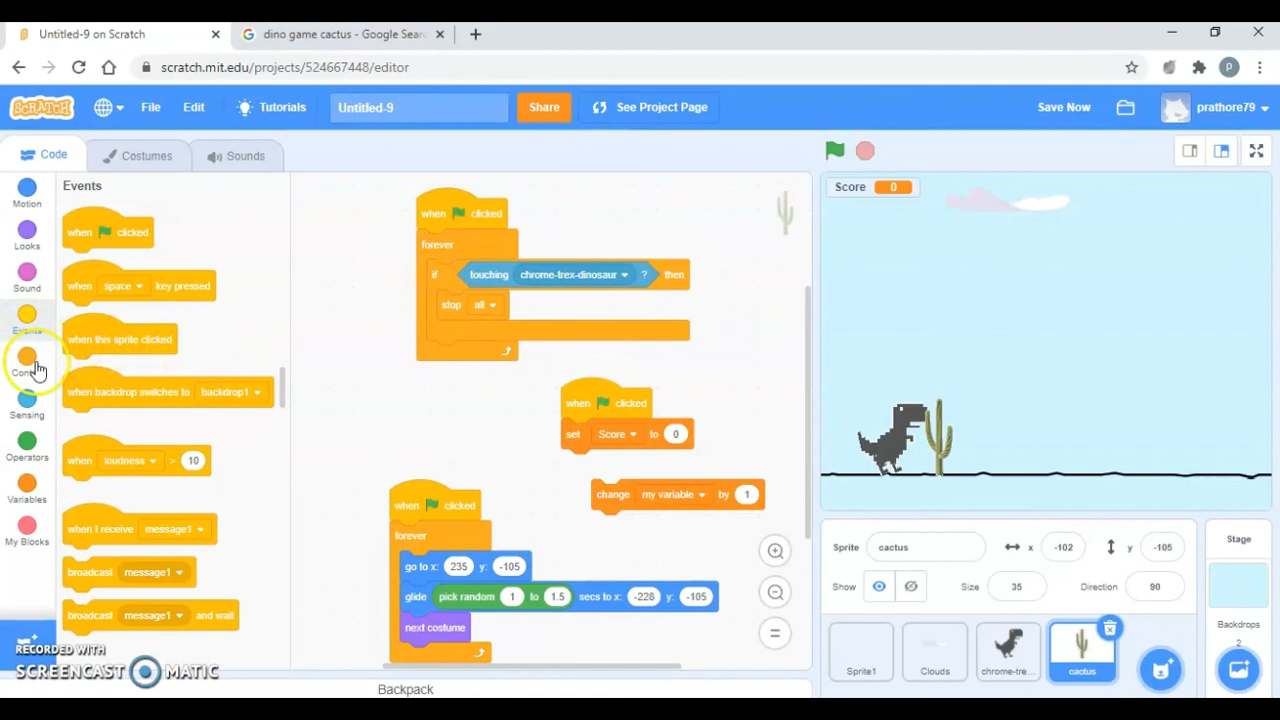 Untitled-9 on Scratch
dino game cactus - Google Sear
scratch.mit.edu/projects/524667448/editor
P
SCRATCH
File
Edit
Tutorials
Untitled-9
Share
See Project Page
Save Now
prathore79
Code
Costumes
Sounds
Motion
Looks
Sound
Events
Sensing
Operators
Variables
My Blocks
Events
when clicked
when space key pressed
when this sprite clicked
when backdrop switches to backdrop1
when loudness > 10
when I receive message1
broadcast message1
broadcast message1 and wait
when clicked
forever
if touching chrome-trex-dinosaur ? then
stop all
when clicked
set Score to 0
change my variable by 1
when clicked
forever
go to x: 235 y: -105
glide pick random 1 to 1.5 secs to x: -228 y: -105
next costume
Backpack
Score 0
Sprite cactus x -102 y -105
Show Size 35 Direction 90
Sprite1
Clouds
chrome-tre...
cactus
Stage
Backdrops
2
RECORDED WITH
SCREENCAST MATIC